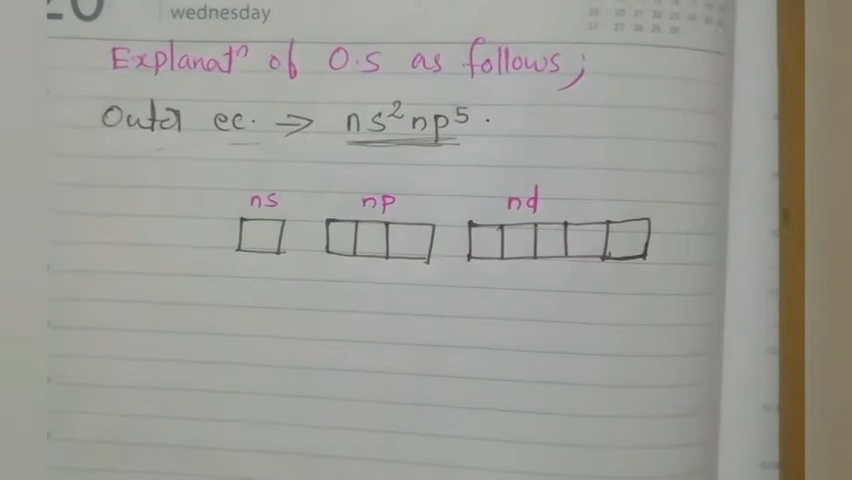 wednesday
Explanatⁿ of O.S as follows;
Outer ec. ⇒ ns²np⁵.
ns np nd